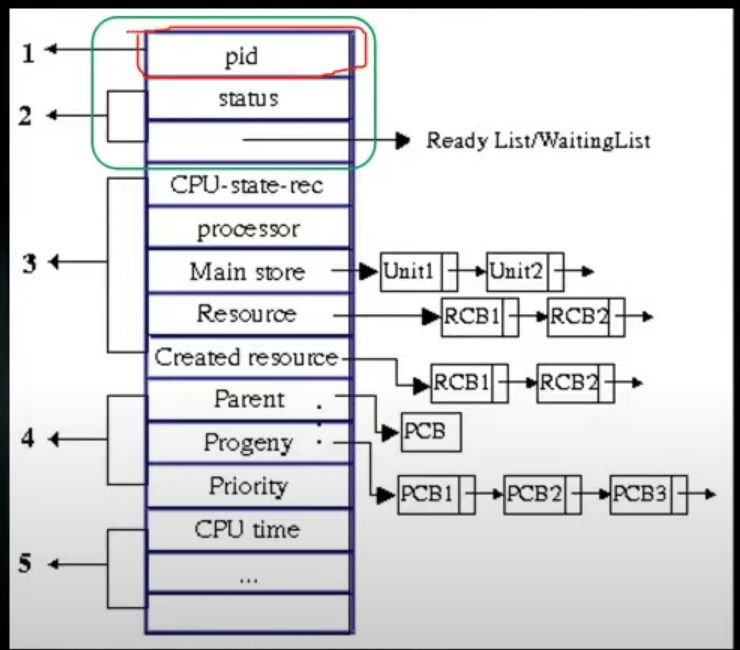 1
pid
status
2
Ready List/WaitingList
CPU-state-rec
processor
3
Main store
Unit1
Unit2
Resource
RCB1
RCB2
Created resource
RCB1
RCB2
Parent
PCB
4
Progeny
Priority
PCB1
PCB2
PCB3
CPU time
5
...